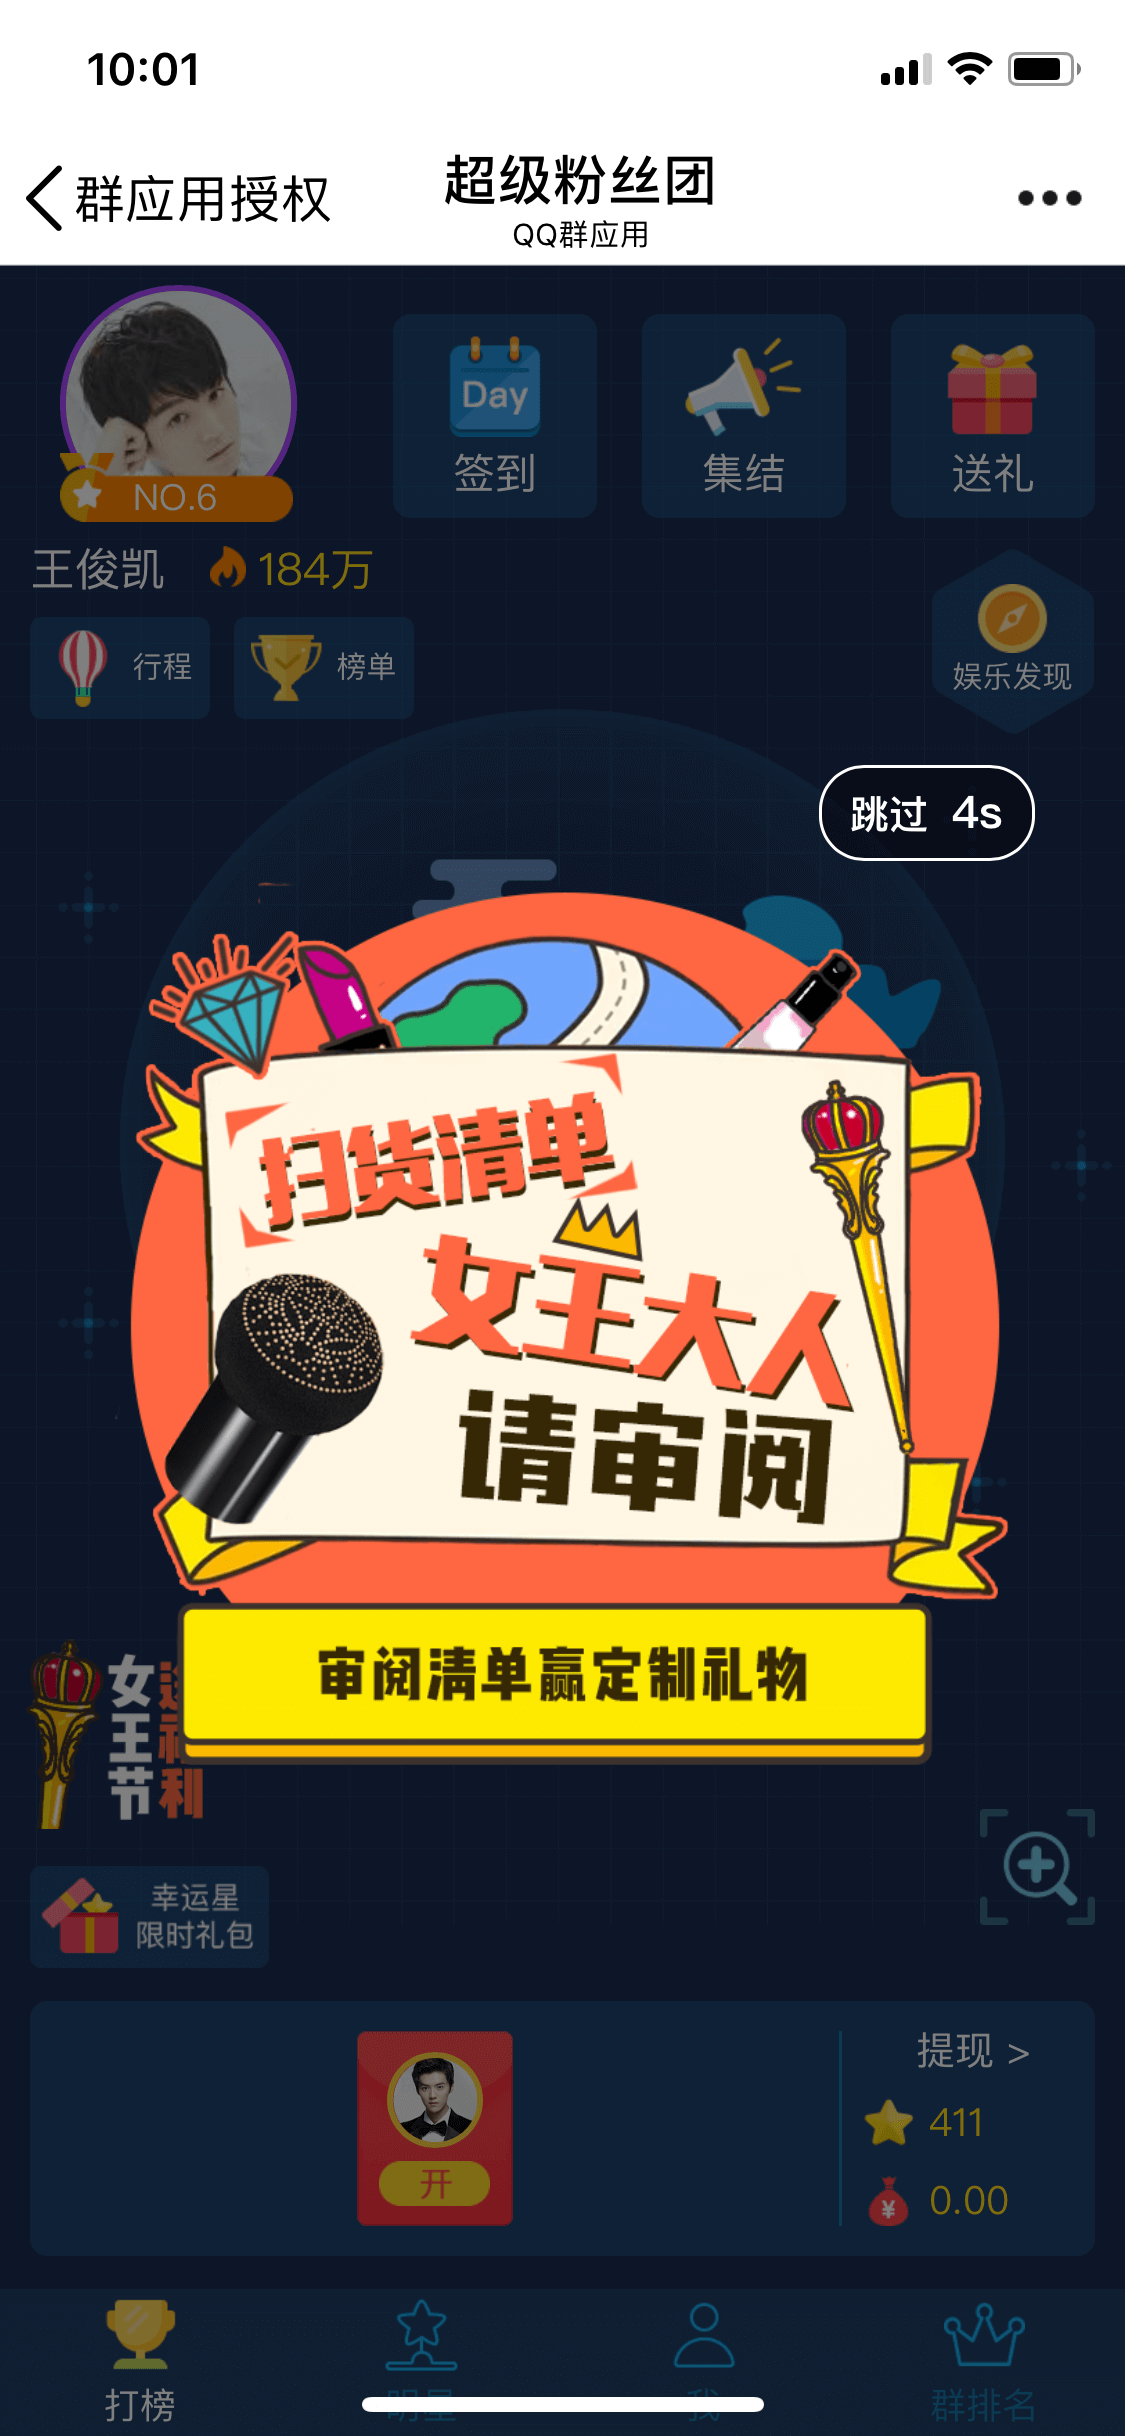 10:01
群应用授权
超级粉丝团
QQ群应用
Day
签到
集结
送礼
NO.6
王俊凯
184万
行程
榜单
娱乐发现
跳过 4s
扫货清单
女王大人
请审阅
审阅清单赢定制礼物
女王节
送福利
幸运星
限时礼包
开
提现 >
411
¥
0.00
打榜
明星
我
群排名